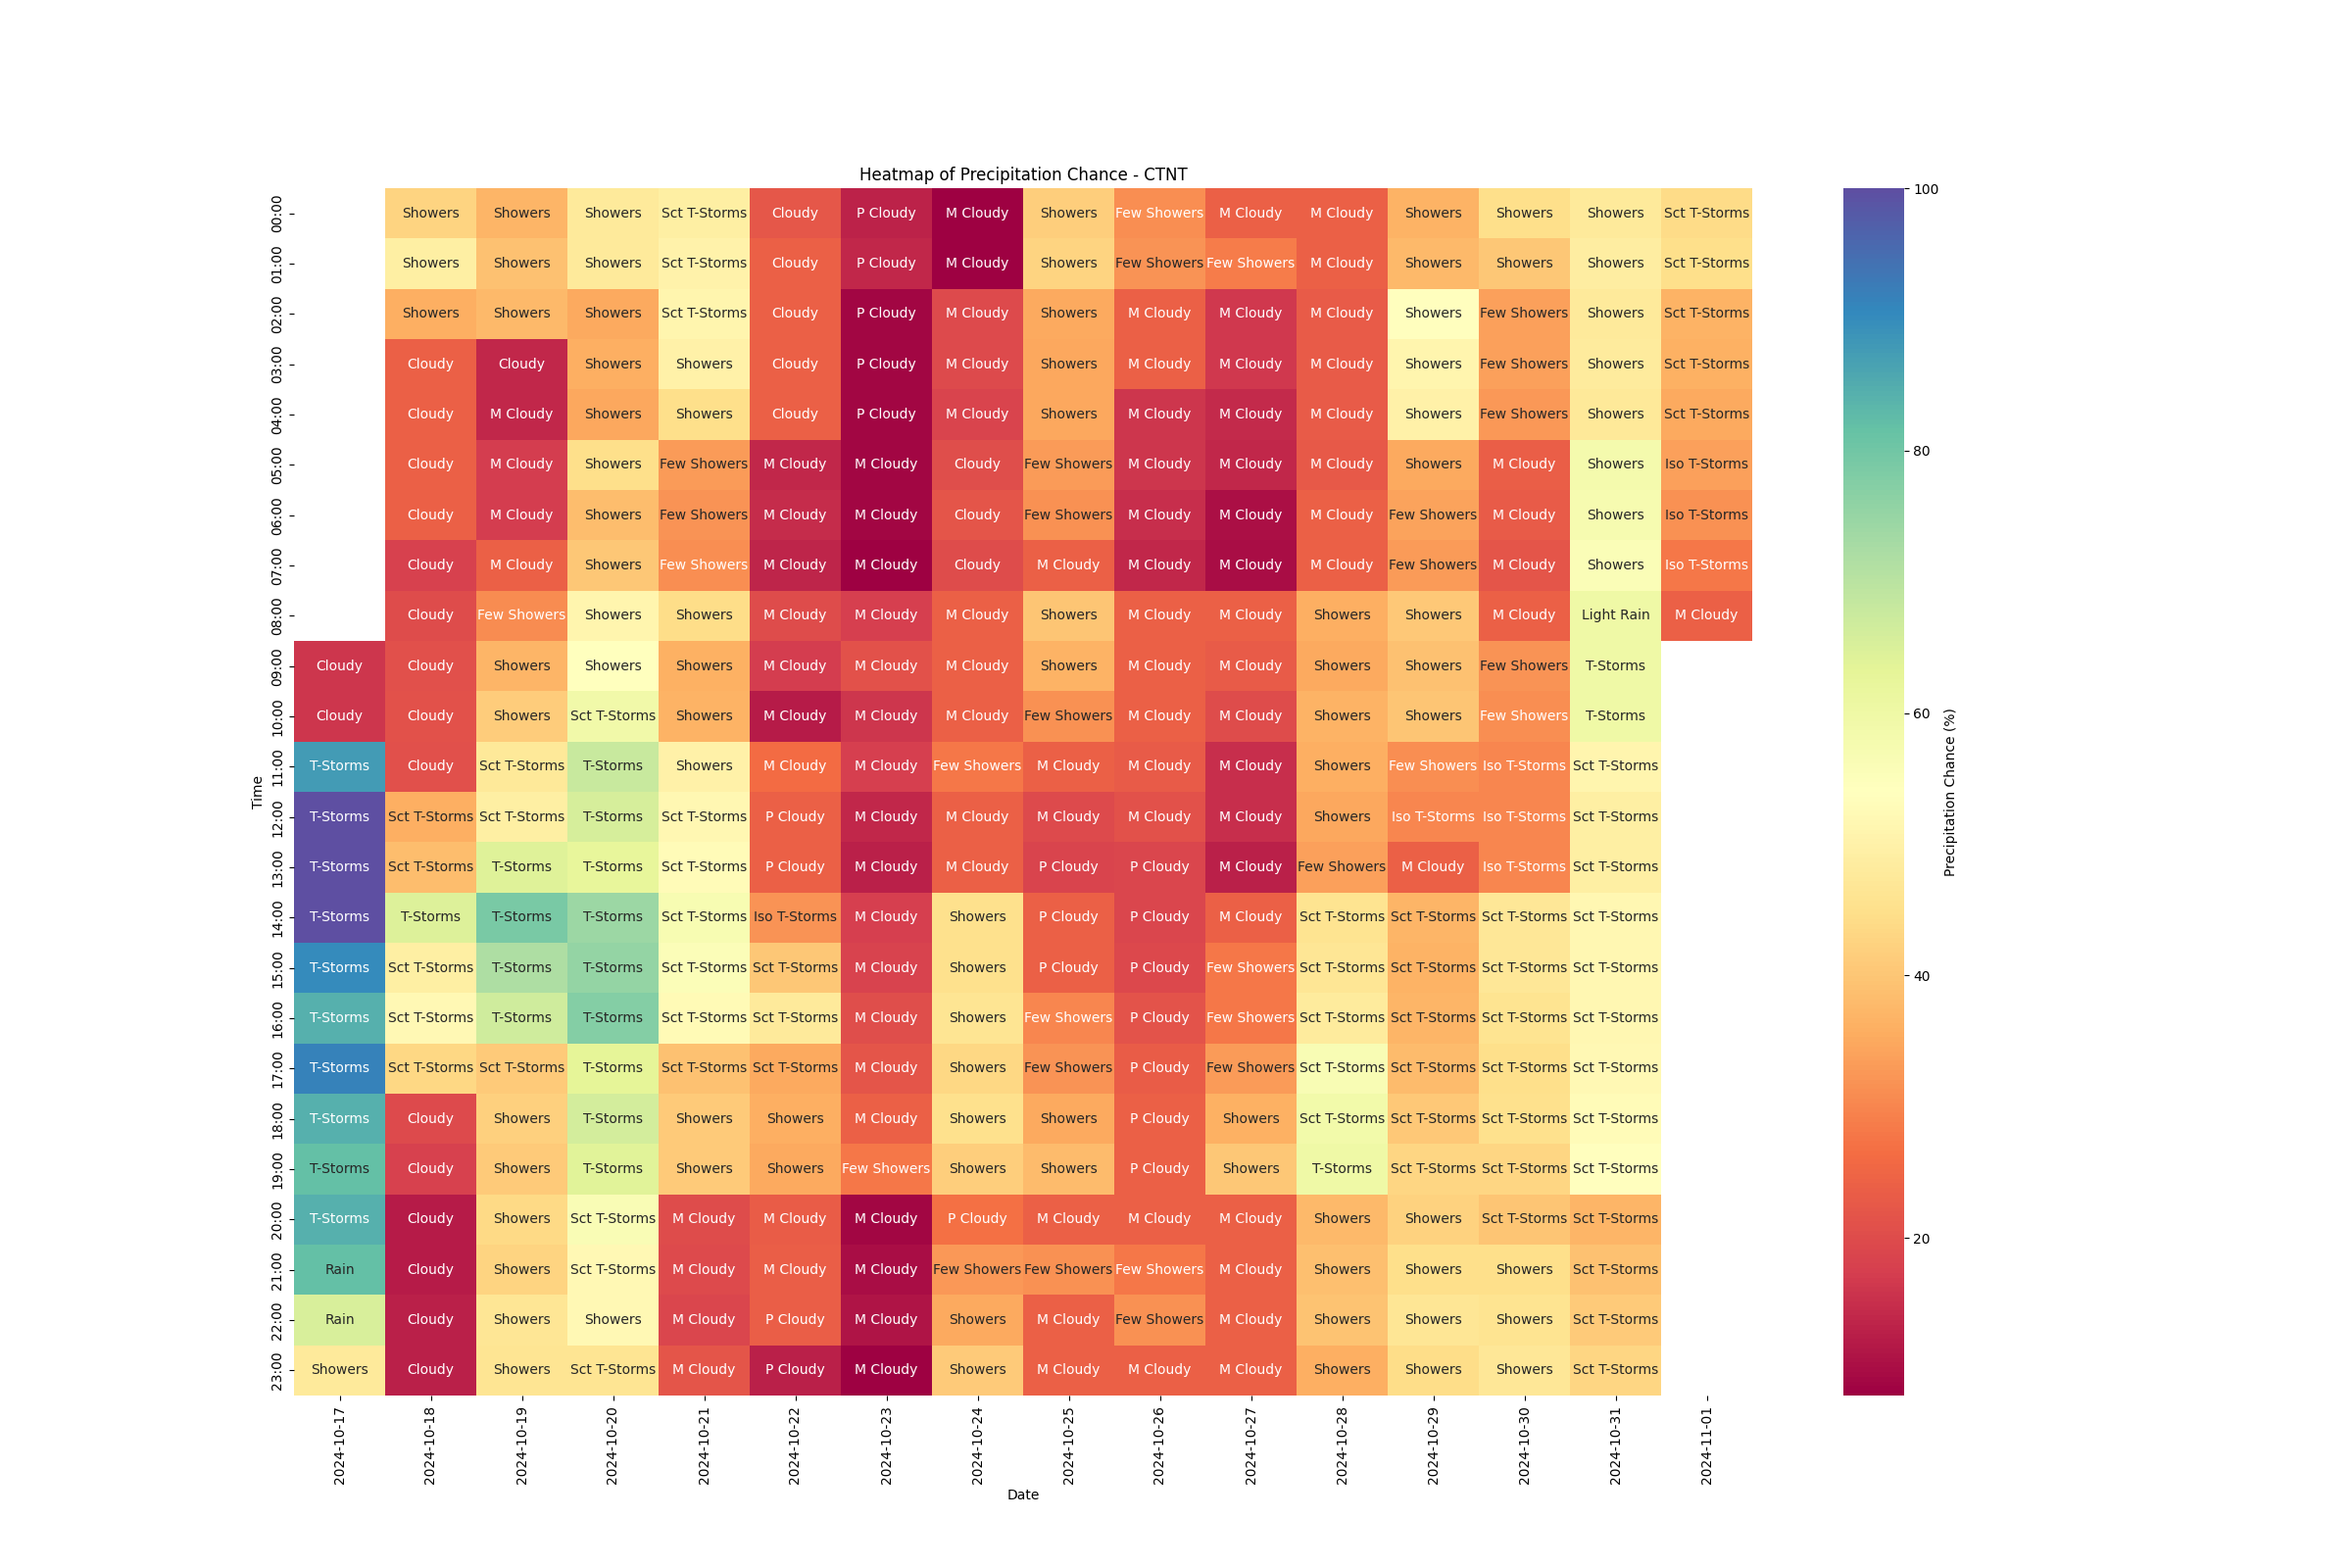 Heatmap of Precipitation Chance - CTNT
00:00 Showers Showers Showers Sct T-Storms Cloudy P Cloudy M Cloudy Showers Few Showers M Cloudy M Cloudy Showers Showers Showers Sct T-Storms
01:00 Showers Showers Showers Sct T-Storms Cloudy P Cloudy M Cloudy Showers Few Showers Few Showers M Cloudy Showers Showers Showers Sct T-Storms
02:00 Showers Showers Showers Sct T-Storms Cloudy P Cloudy M Cloudy Showers M Cloudy M Cloudy M Cloudy Showers Few Showers Showers Sct T-Storms
03:00 Cloudy Cloudy Showers Showers Cloudy P Cloudy M Cloudy Showers M Cloudy M Cloudy M Cloudy Showers Few Showers Showers Sct T-Storms
04:00 Cloudy M Cloudy Showers Showers Cloudy P Cloudy M Cloudy Showers M Cloudy M Cloudy M Cloudy Showers Few Showers Showers Sct T-Storms
05:00 Cloudy M Cloudy Showers Few Showers M Cloudy M Cloudy Cloudy Few Showers M Cloudy M Cloudy M Cloudy Showers M Cloudy Showers Iso T-Storms
06:00 Cloudy M Cloudy Showers Few Showers M Cloudy M Cloudy Cloudy Few Showers M Cloudy M Cloudy M Cloudy Few Showers M Cloudy Showers Iso T-Storms
07:00 Cloudy M Cloudy Showers Few Showers M Cloudy M Cloudy Cloudy M Cloudy M Cloudy M Cloudy M Cloudy Few Showers M Cloudy Showers Iso T-Storms
08:00 Cloudy Few Showers Showers Showers M Cloudy M Cloudy M Cloudy Showers M Cloudy M Cloudy Showers Showers M Cloudy Light Rain M Cloudy
09:00 Cloudy Cloudy Showers Showers Showers M Cloudy M Cloudy M Cloudy Showers M Cloudy M Cloudy Showers Showers Few Showers T-Storms
10:00 Cloudy Cloudy Showers Sct T-Storms Showers M Cloudy M Cloudy M Cloudy Few Showers M Cloudy M Cloudy Showers Showers Few Showers T-Storms
11:00 T-Storms Cloudy Sct T-Storms T-Storms Showers M Cloudy M Cloudy Few Showers M Cloudy M Cloudy M Cloudy Showers Few Showers Iso T-Storms Sct T-Storms
12:00 T-Storms Sct T-Storms Sct T-Storms T-Storms Sct T-Storms P Cloudy M Cloudy M Cloudy M Cloudy M Cloudy M Cloudy Showers Iso T-Storms Iso T-Storms Sct T-Storms
13:00 T-Storms Sct T-Storms T-Storms T-Storms Sct T-Storms P Cloudy M Cloudy M Cloudy P Cloudy P Cloudy M Cloudy Few Showers M Cloudy Iso T-Storms Sct T-Storms
14:00 T-Storms T-Storms T-Storms T-Storms Sct T-Storms Iso T-Storms M Cloudy Showers P Cloudy P Cloudy M Cloudy Sct T-Storms Sct T-Storms Sct T-Storms Sct T-Storms
15:00 T-Storms Sct T-Storms T-Storms T-Storms Sct T-Storms Sct T-Storms M Cloudy Showers P Cloudy P Cloudy Few Showers Sct T-Storms Sct T-Storms Sct T-Storms Sct T-Storms
16:00 T-Storms Sct T-Storms T-Storms T-Storms Sct T-Storms Sct T-Storms M Cloudy Showers Few Showers P Cloudy Few Showers Sct T-Storms Sct T-Storms Sct T-Storms Sct T-Storms
17:00 T-Storms Sct T-Storms Sct T-Storms T-Storms Sct T-Storms Sct T-Storms M Cloudy Showers Few Showers P Cloudy Few Showers Sct T-Storms Sct T-Storms Sct T-Storms Sct T-Storms
18:00 T-Storms Cloudy Showers T-Storms Showers Showers M Cloudy Showers Showers P Cloudy Showers Sct T-Storms Sct T-Storms Sct T-Storms Sct T-Storms
19:00 T-Storms Cloudy Showers T-Storms Showers Showers Few Showers Showers Showers P Cloudy Showers T-Storms Sct T-Storms Sct T-Storms Sct T-Storms
20:00 T-Storms Cloudy Showers Sct T-Storms M Cloudy M Cloudy M Cloudy P Cloudy M Cloudy M Cloudy M Cloudy Showers Showers Sct T-Storms Sct T-Storms
21:00 Rain Cloudy Showers Sct T-Storms M Cloudy M Cloudy M Cloudy Few Showers Few Showers Few Showers M Cloudy Showers Showers Showers Sct T-Storms
22:00 Rain Cloudy Showers Showers M Cloudy P Cloudy M Cloudy Showers M Cloudy Few Showers M Cloudy Showers Showers Showers Sct T-Storms
23:00 Showers Cloudy Showers Sct T-Storms M Cloudy P Cloudy M Cloudy Showers M Cloudy M Cloudy M Cloudy Showers Showers Showers Sct T-Storms
Time
2024-10-17 2024-10-18 2024-10-19 2024-10-20 2024-10-21 2024-10-22 2024-10-23 2024-10-24 2024-10-25 2024-10-26 2024-10-27 2024-10-28 2024-10-29 2024-10-30 2024-10-31 2024-11-01
Date
100
80
60
40
20
Precipitation Chance (%)